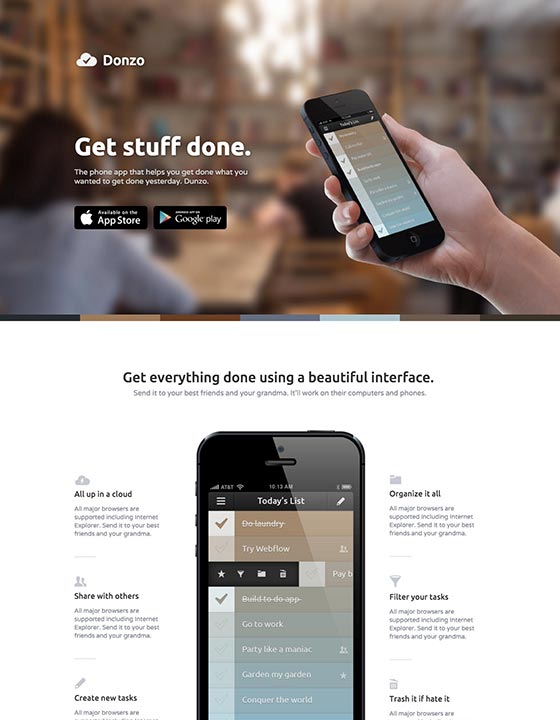 Donzo
Get stuff done.
The phone app that helps you get done what you
wanted to get done yesterday. Dunzo.
Available on the
App Store
ANDROID APP ON
Google play
Today's List
Get everything done using a beautiful interface.
Send it to your best friends and your grandma. It'll work on their computers and phones.
All up in a cloud
All major browsers are
supported including Internet
Explorer. Send it to your best
friends and your grandma.
Share with others
All major browsers are
supported including Internet
Explorer. Send it to your best
friends and your grandma.
Create new tasks
All major browsers are
AT&T 10:13 AM
Today's List
Do laundry
Try Webflow
Pay b
Build to-do app
Go to work
Party like a maniac
Garden my garden
Conquer the world
Organize it all
All major browsers are
supported including Internet
Explorer. Send it to your best
friends and your grandma.
Filter your tasks
All major browsers are
supported including Internet
Explorer. Send it to your best
friends and your grandma.
Trash it if hate it
All major browsers are